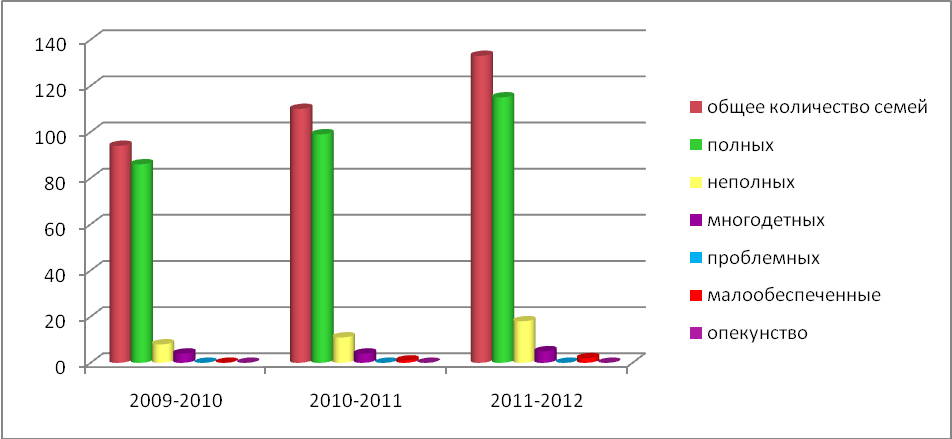 140
120
100
80
60
40
20
0
2009-2010
2010-2011
2011-2012
общее количество семей
полных
неполных
многодетных
проблемных
малообеспеченные
опекунство